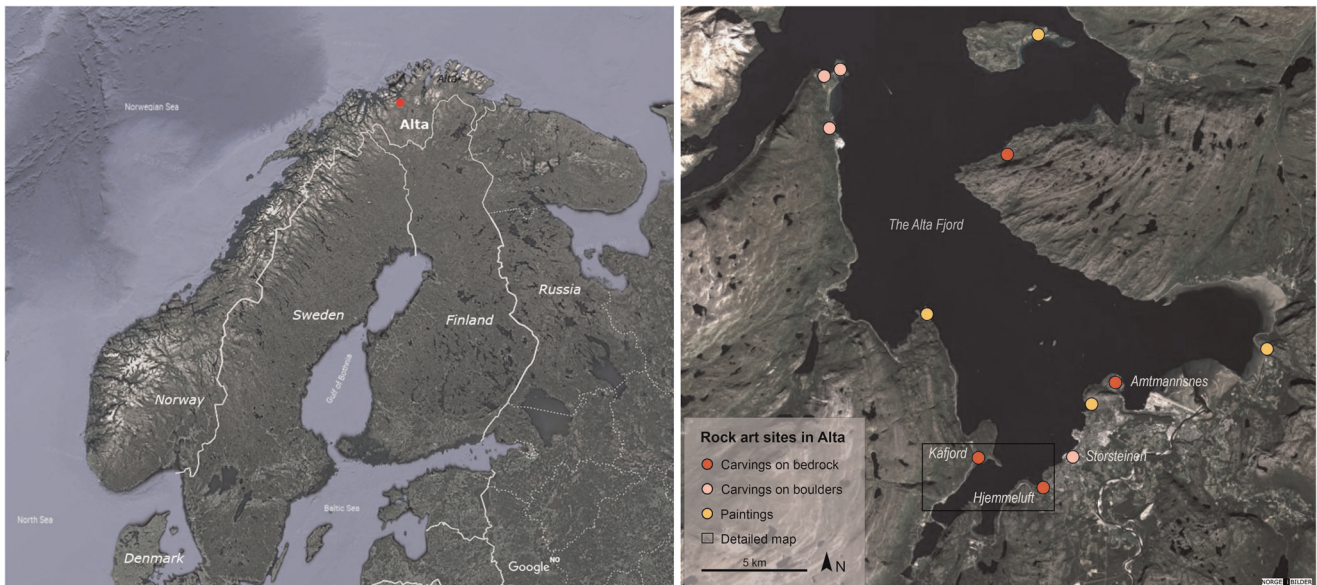 Norwegian Sea
Alta
Alta
Sweden
Finland
Russia
Gulf of Bothnia
Norway
North Sea
Baltic Sea
Denmark
Google
NO
The Alta Fjord
Amtmannsnes
Kåfjord
Storsteinen
Hjemmeluft
Rock art sites in Alta
Carvings on bedrock
Carvings on boulders
Paintings
Detailed map
5 km
N
NORGE I BILDER